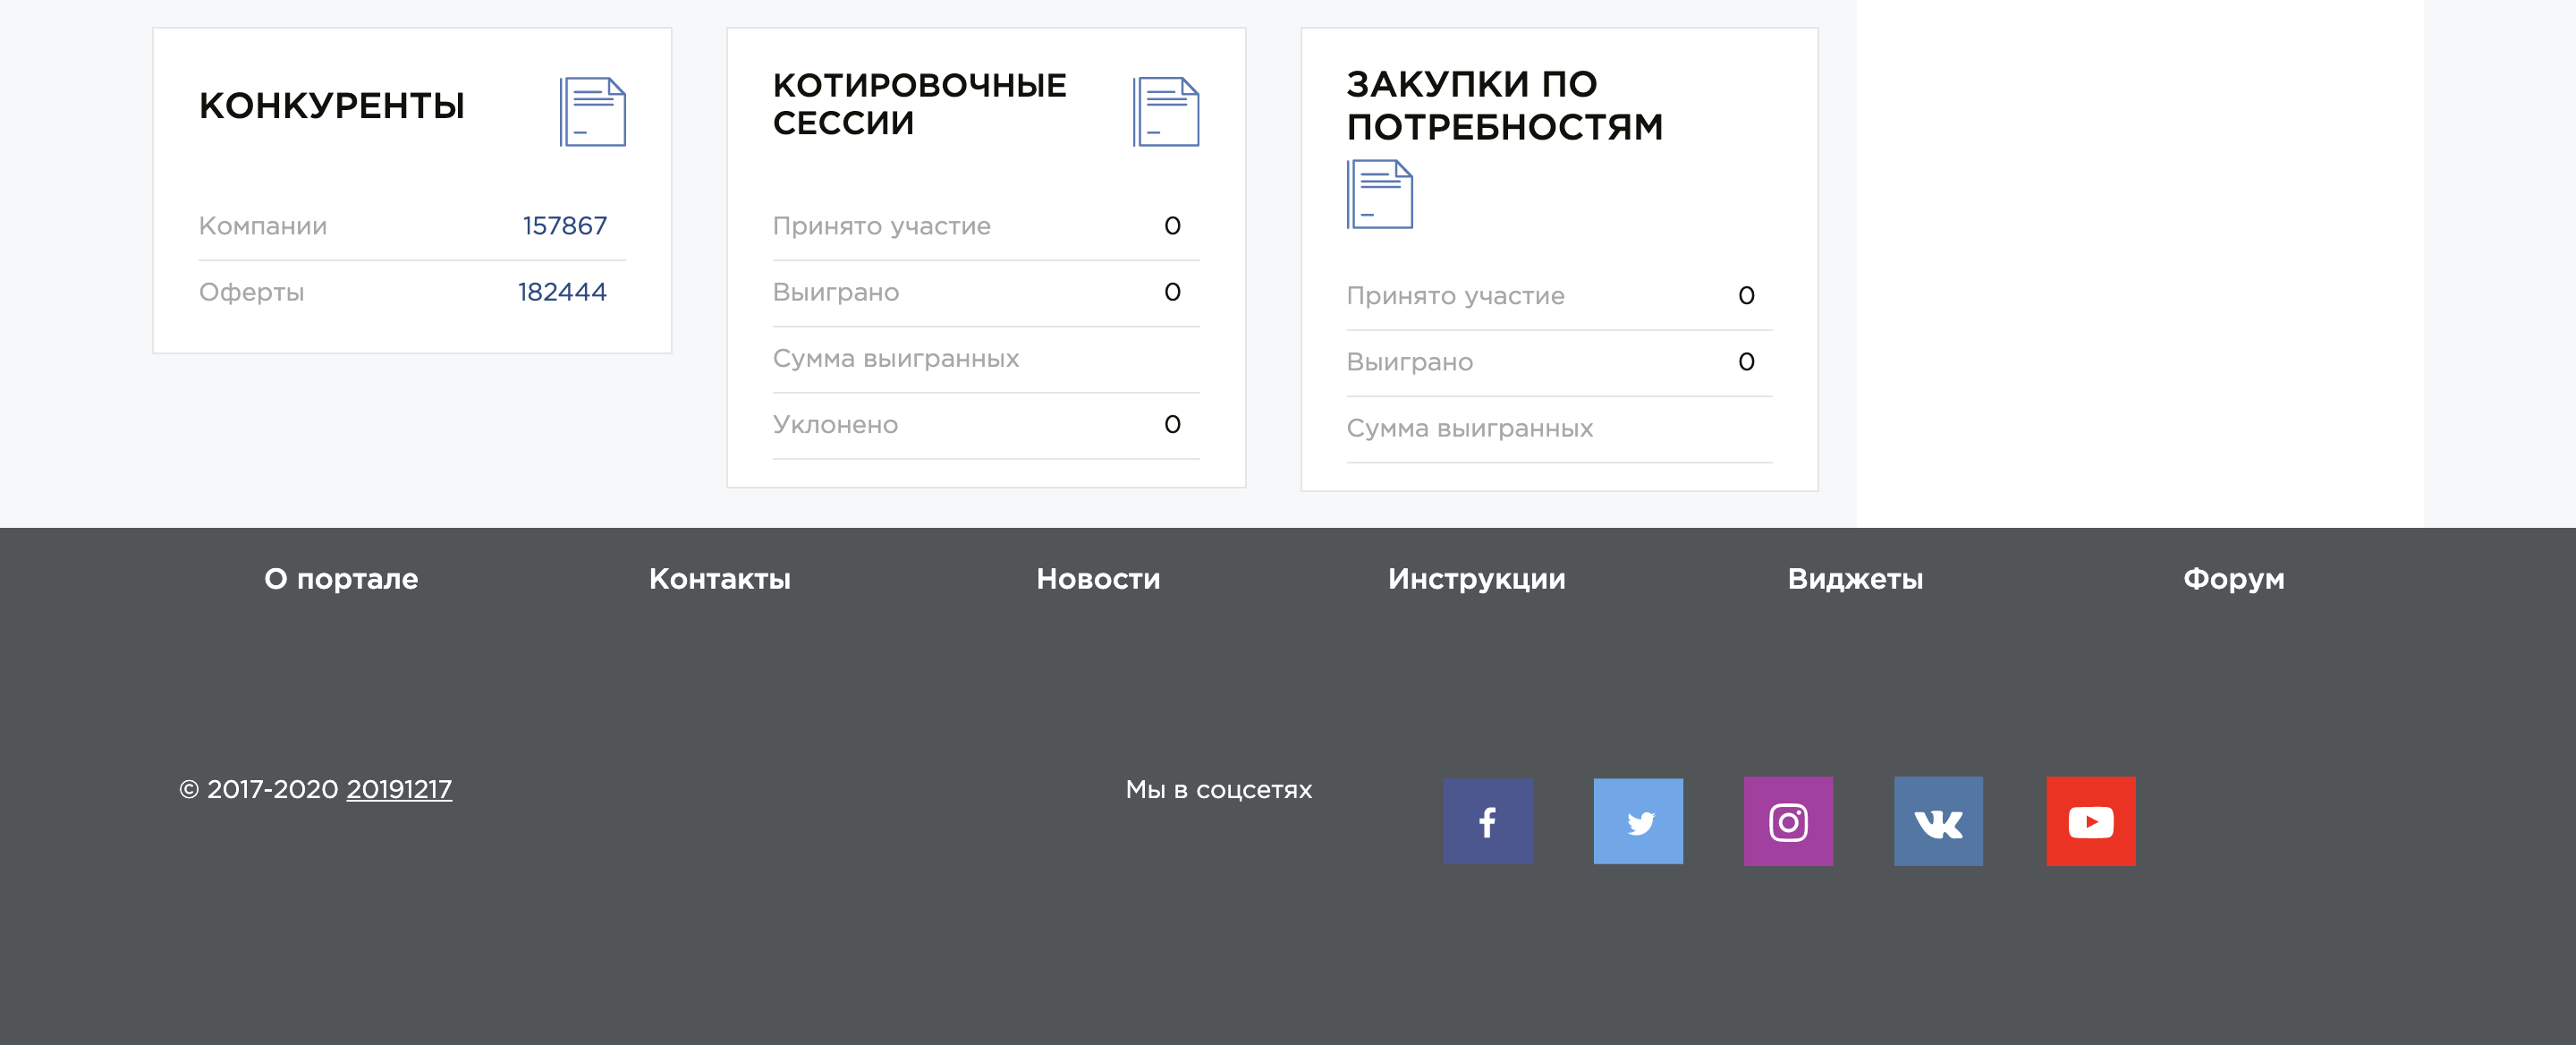 КОНКУРЕНТЫ
Компании 157867
Оферты 182444
КОТИРОВОЧНЫЕ
СЕССИИ
Принято участие 0
Выиграно 0
Сумма выигранных
Уклонено 0
ЗАКУПКИ ПО
ПОТРЕБНОСТЯМ
Принято участие 0
Выиграно 0
Сумма выигранных
О портале Контакты Новости Инструкции Виджеты Форум
© 2017-2020 20191217 Мы в соцсетях